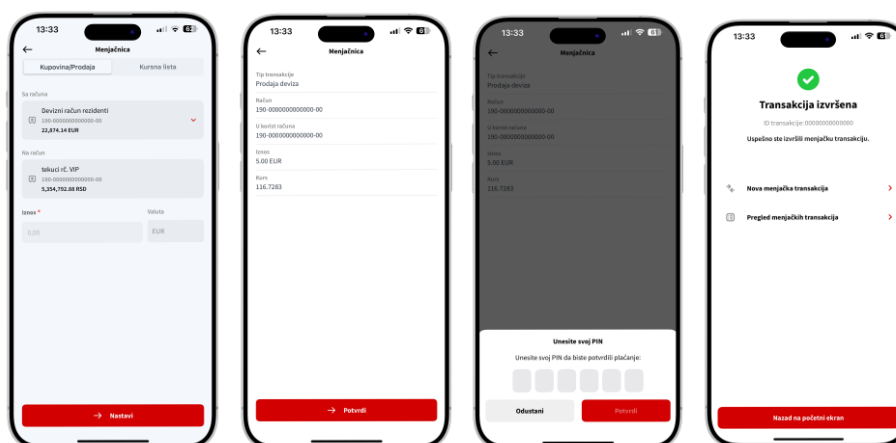 13:33
Menjačnica
Kupovina/Prodaja
Kursna lista
Sa računa
Devizni račun rezidenti
190-0000000000000-00
22,874.14 EUR
Na račun
tekuci rč. VIP
190-0000000000000-00
5,354,792.88 RSD
Iznos *
Valuta
0,00
EUR
Nastavi
13:33
Menjačnica
Tip transakcije
Prodaja deviza
Račun
190-0000000000000-00
U korist računa
190-0000000000000-00
Iznos
5.00 EUR
Kurs
116.7283
Potvrdi
13:33
Menjačnica
Tip transakcije
Prodaja deviza
Račun
190-0000000000000-00
U korist računa
190-0000000000000-00
Iznos
5.00 EUR
Kurs
116.7283
Unesite svoj PIN
Unesite svoj PIN da biste potvrdili plaćanje:
Odustani
Potvrdi
13:33
Transakcija izvršena
ID transakcije: 00000000000000
Uspešno ste izvršili menjačku transakciju.
Nova menjačka transakcija
Pregled menjačkih transakcija
Nazad na početni ekran